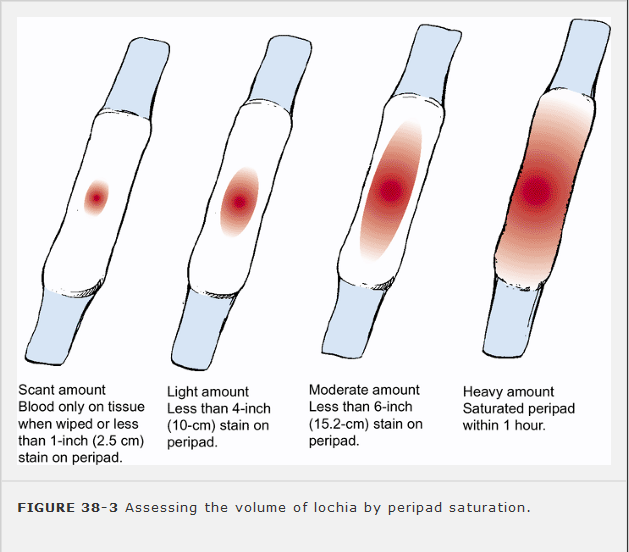 Scant amount
Blood only on tissue
when wiped or less
than 1-inch (2.5 cm)
stain on peripad.
Light amount
Less than 4-inch
(10-cm) stain on
peripad.
Moderate amount
Less than 6-inch
(15.2-cm) stain on
peripad.
Heavy amount
Saturated peripad
within 1 hour.
FIGURE 38-3 Assessing the volume of lochia by peripad saturation.